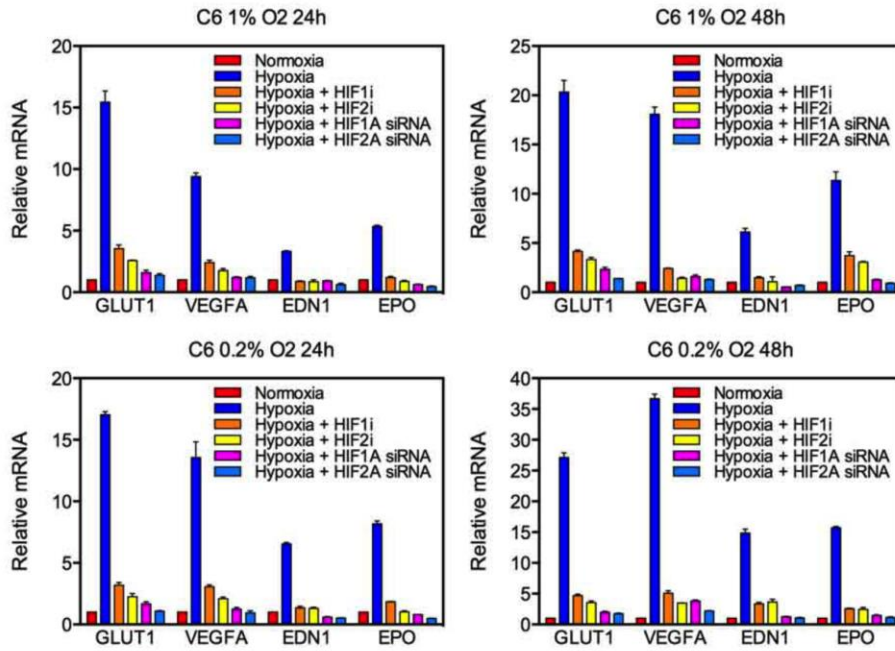 C6 1% O2 24h
Relative mRNA
20
15
10
5
0
Normoxia
Hypoxia
Hypoxia + HIF1i
Hypoxia + HIF2i
Hypoxia + HIF1A siRNA
Hypoxia + HIF2A siRNA
GLUT1 VEGFA EDN1 EPO
C6 1% O2 48h
Relative mRNA
25
20
15
10
5
0
Normoxia
Hypoxia
Hypoxia + HIF1i
Hypoxia + HIF2i
Hypoxia + HIF1A siRNA
Hypoxia + HIF2A siRNA
GLUT1 VEGFA EDN1 EPO
C6 0.2% O2 24h
Relative mRNA
20
15
10
5
0
Normoxia
Hypoxia
Hypoxia + HIF1i
Hypoxia + HIF2i
Hypoxia + HIF1A siRNA
Hypoxia + HIF2A siRNA
GLUT1 VEGFA EDN1 EPO
C6 0.2% O2 48h
Relative mRNA
40
35
30
25
20
15
10
5
0
Normoxia
Hypoxia
Hypoxia + HIF1i
Hypoxia + HIF2i
Hypoxia + HIF1A siRNA
Hypoxia + HIF2A siRNA
GLUT1 VEGFA EDN1 EPO